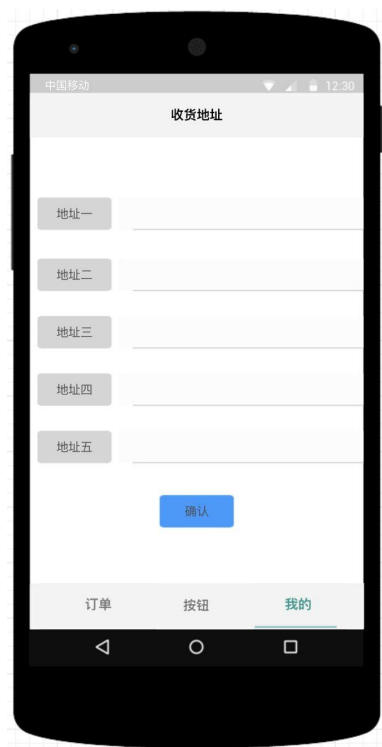 中国移动 12:30
收货地址
地址一
地址二
地址三
地址四
地址五
确认
订单 按钮 我的